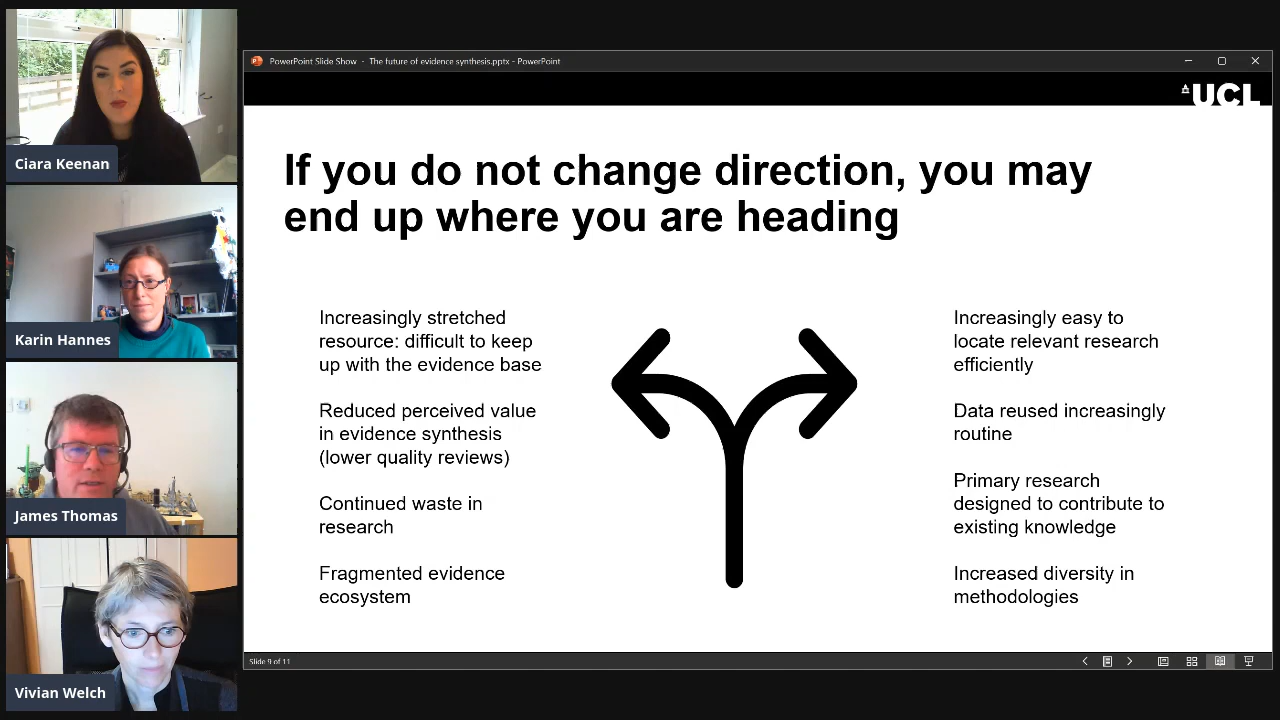 Ciara Keenan
Karin Hannes
James Thomas
Vivian Welch
PowerPoint Slide Show - The future of evidence synthesis.pptx - PowerPoint
UCL
If you do not change direction, you may
end up where you are heading
Increasingly stretched
resource: difficult to keep
up with the evidence base
Reduced perceived value
in evidence synthesis
(lower quality reviews)
Continued waste in
research
Fragmented evidence
ecosystem
Increasingly easy to
locate relevant research
efficiently
Data reused increasingly
routine
Primary research
designed to contribute to
existing knowledge
Increased diversity in
methodologies
Slide 9 of 11